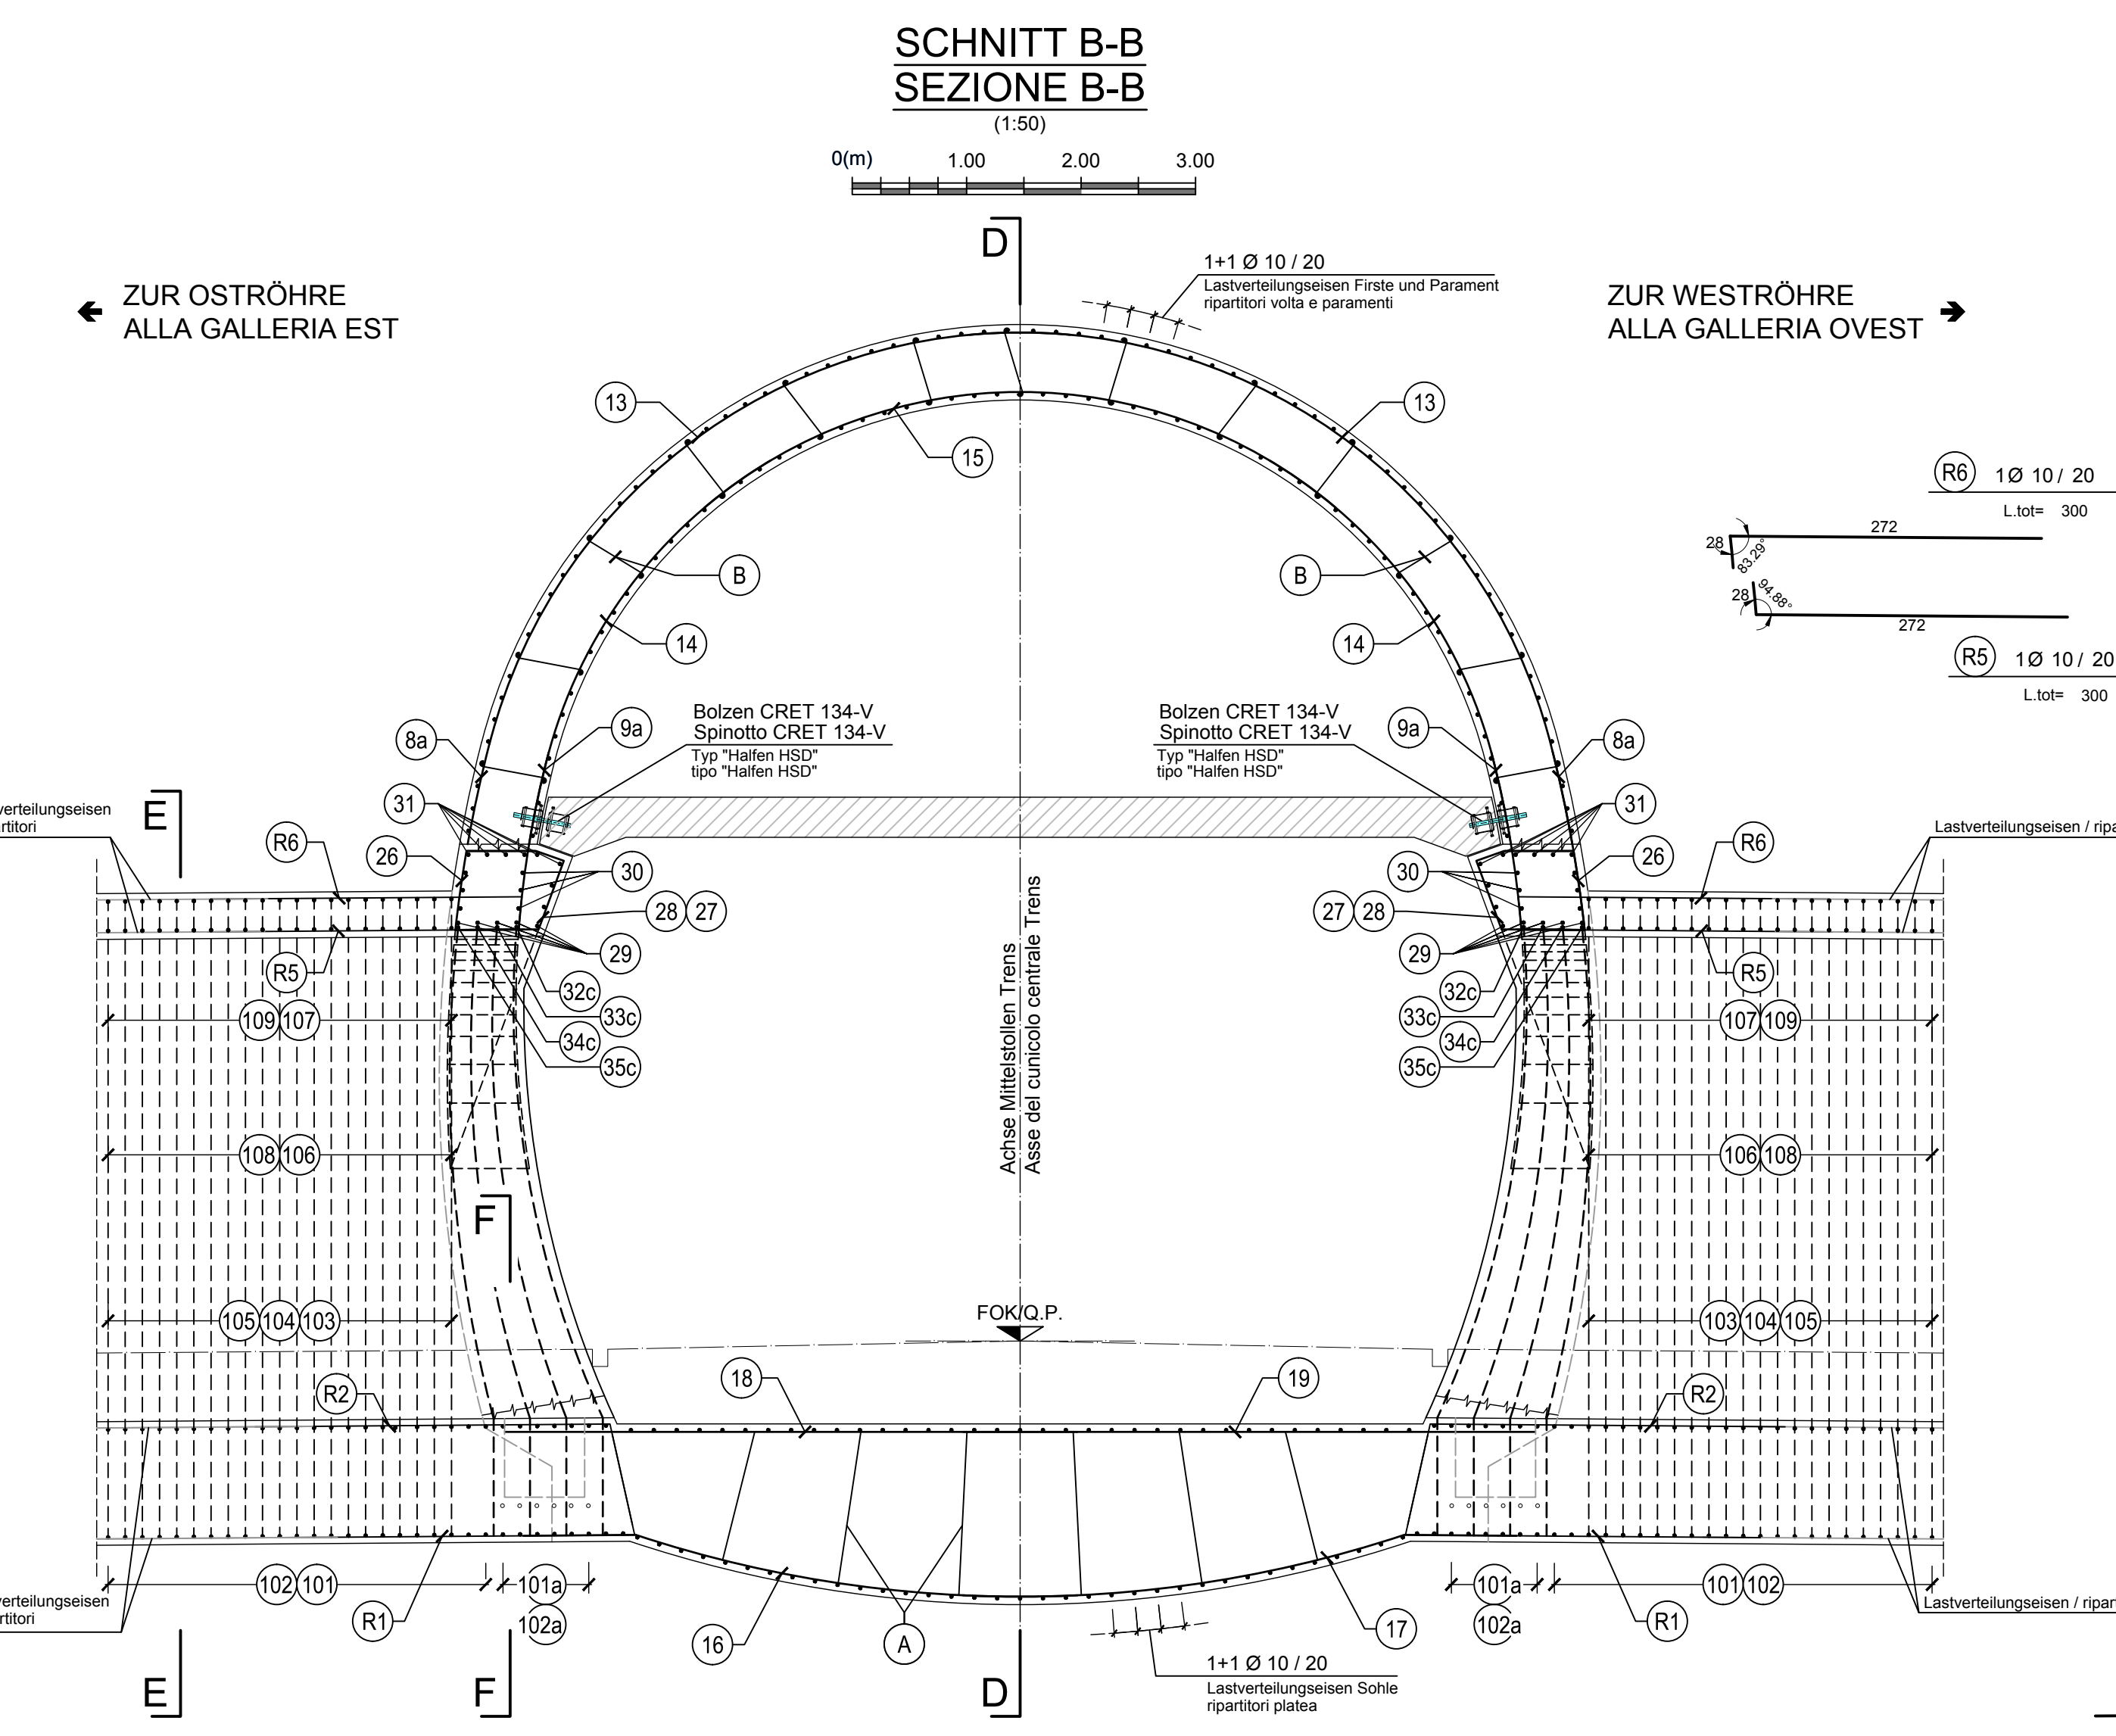 SCHNITT B-B
SEZIONE B-B
(1:50)
0(m) 1.00 2.00 3.00
D
1+1 Ø 10 / 20
Lastverteilungseisen Firste und Parament
ripartitori volta e paramenti
ZUR OSTRÖHRE
ALLA GALLERIA EST
ZUR WESTRÖHRE
ALLA GALLERIA OVEST
13
13
15
R6 1Ø 10 / 20
L.tot= 300
272
28
83.29°
94.88°
28
272
R5 1Ø 10 / 20
L.tot= 300
B
B
14
14
Bolzen CRET 134-V
Spinotto CRET 134-V
Typ "Halfen HSD"
tipo "Halfen HSD"
Bolzen CRET 134-V
Spinotto CRET 134-V
Typ "Halfen HSD"
tipo "Halfen HSD"
8a
9a
9a
8a
31
31
verteilungseisen
artitori
E
Lastverteilungseisen / ripa
R6
26
30
30
26
R6
28 27
27 28
29
29
R5
R5
32c
32c
33c
33c
34c
34c
35c
35c
109 107
107 109
Achse Mittelstollen Trens
Asse del cunicolo centrale Trens
108 106
106 108
F
FOK/Q.P.
105 104 103
103 104 105
R2
18
19
R2
102 101
101a
102a
101a
102a
101 102
verteilungseisen
artitori
R1
16
A
17
R1
Lastverteilungseisen / ripar
1+1 Ø 10 / 20
Lastverteilungseisen Sohle
ripartitori platea
E
F
D